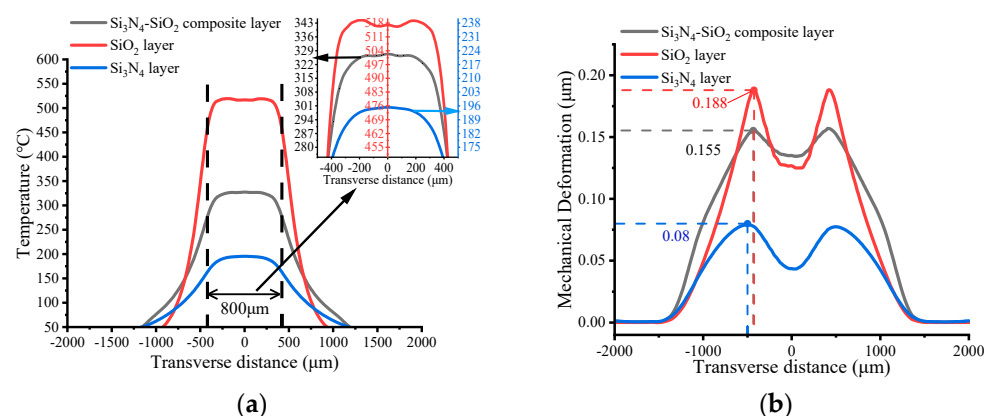 Si₃N₄-SiO₂ composite layer
SiO₂ layer
Si₃N₄ layer
600
550
500
450
400
350
300
250
200
150
100
50
Temperature (°C)
-2000 -1500 -1000 -500 0 500 1000 1500 2000
Transverse distance (μm)
800μm
343
336
329
322
315
308
301
294
287
280
518
511
504
497
490
483
476
469
462
455
238
231
224
217
210
203
196
189
182
175
-400 -200 0 200 400
Transverse distance (μm)
(a)
Si₃N₄-SiO₂ composite layer
SiO₂ layer
Si₃N₄ layer
0.20
0.15
0.10
0.05
0.00
Mechanical Deformation (μm)
0.188
0.155
0.08
-2000 -1000 0 1000 2000
Transverse distance (μm)
(b)